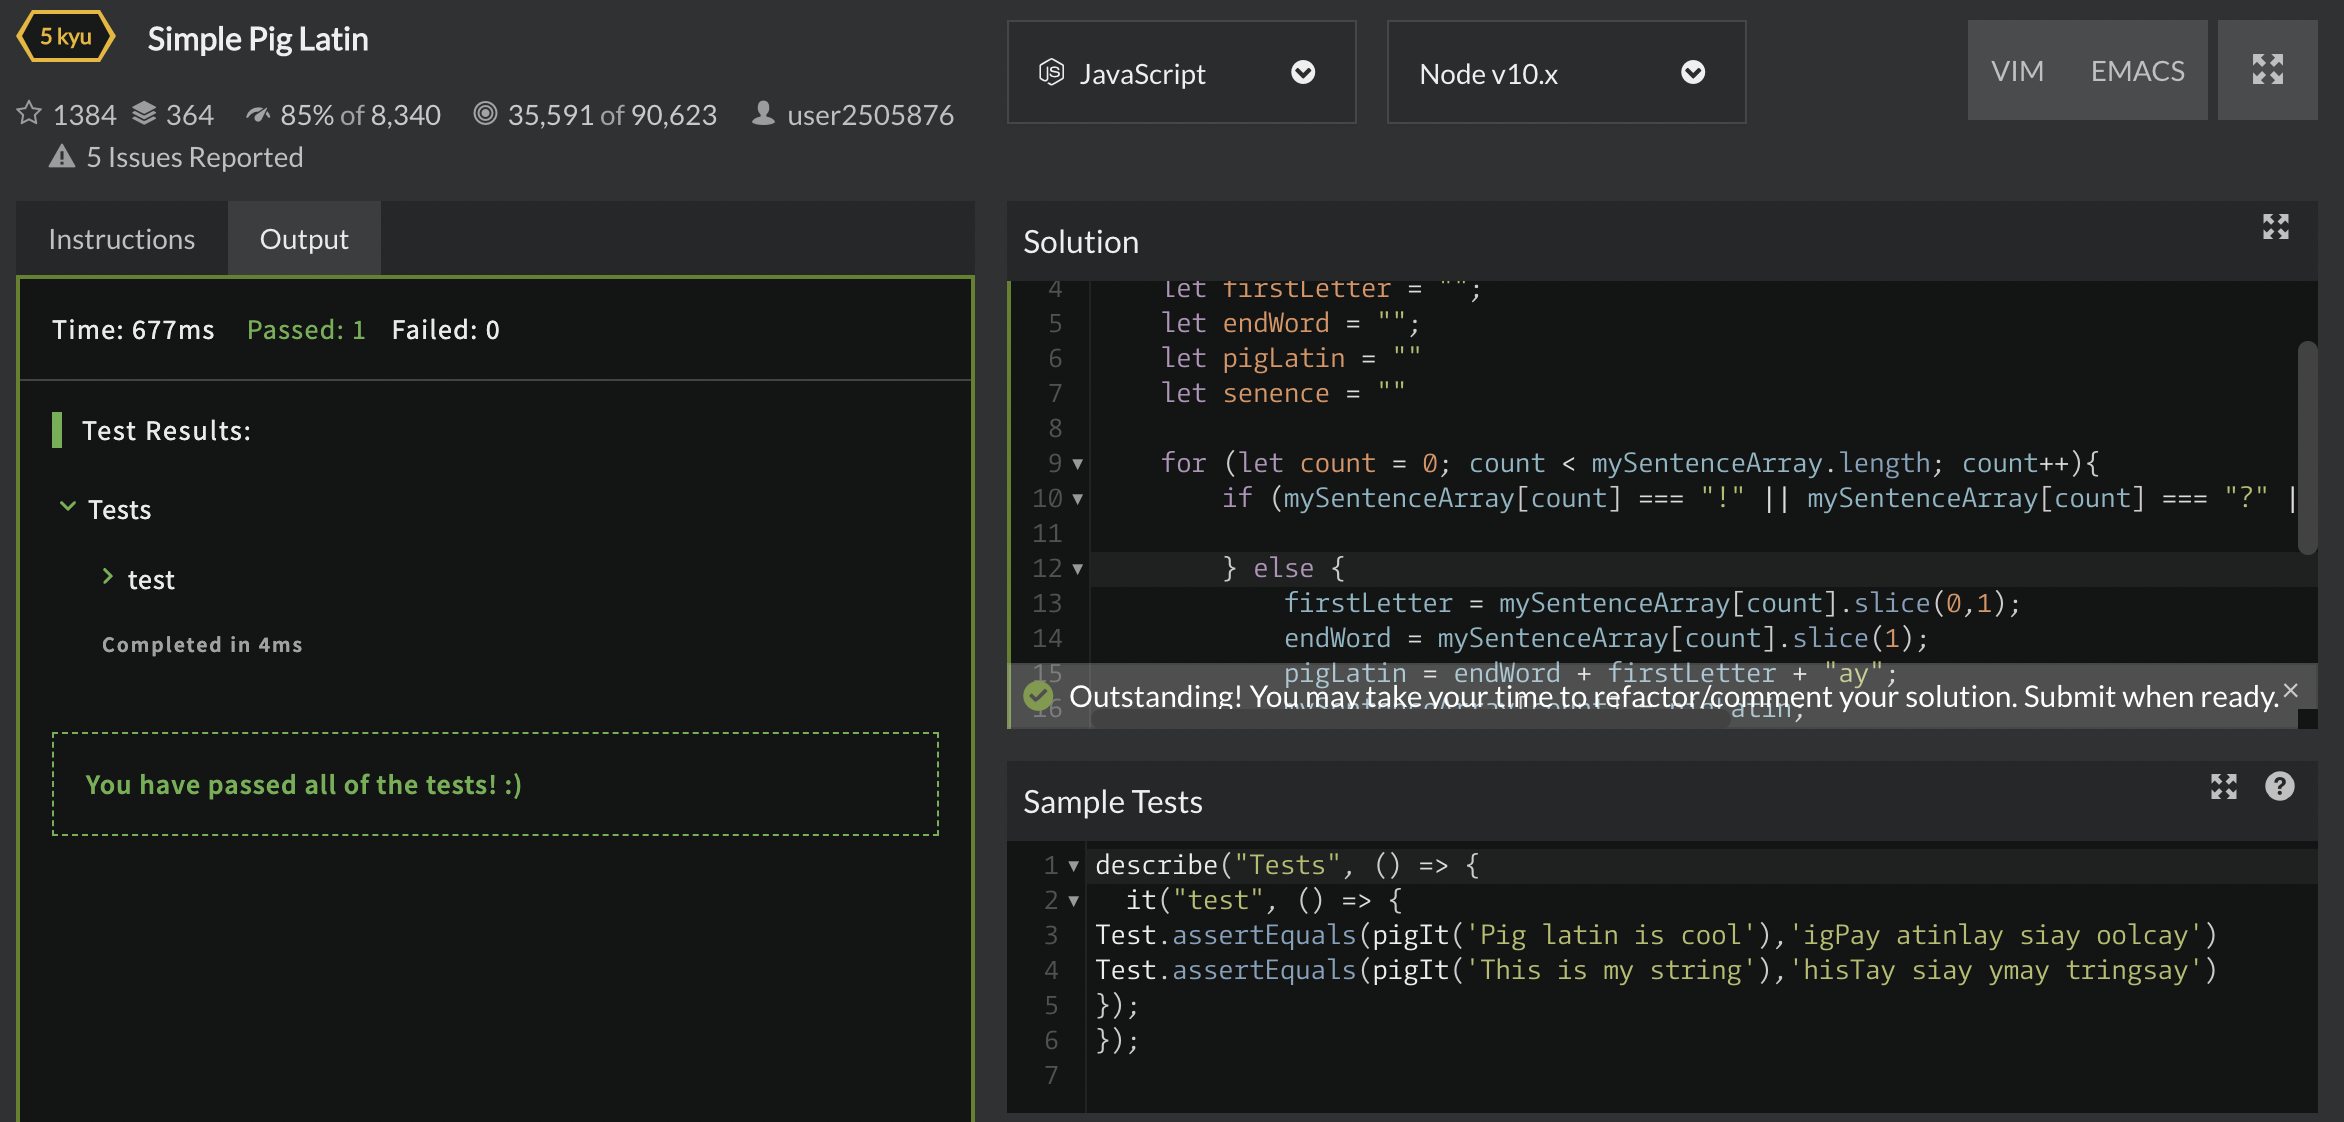 5 kyu Simple Pig Latin
1384 364 85% of 8,340 35,591 of 90,623 user2505876
5 Issues Reported
JavaScript
Node v10.x
VIM EMACS
Instructions Output
Time: 677ms Passed: 1 Failed: 0
Test Results:
Tests
test
Completed in 4ms
You have passed all of the tests! :)
Solution
4 let firstLetter = "";
5 let endWord = "";
6 let pigLatin = ""
7 let senence = ""
8
9 for (let count = 0; count < mySentenceArray.length; count++){
10 if (mySentenceArray[count] === "!" || mySentenceArray[count] === "?" |
11
12 } else {
13 firstLetter = mySentenceArray[count].slice(0,1);
14 endWord = mySentenceArray[count].slice(1);
15 pigLatin = endWord + firstLetter + "ay";
Outstanding! You may take your time to refactor/comment your solution. Submit when ready.
16 mySentenceArray[count] = pigLatin;
Sample Tests
1 describe("Tests", () => {
2 it("test", () => {
3 Test.assertEquals(pigIt('Pig latin is cool'),'igPay atinlay siay oolcay')
4 Test.assertEquals(pigIt('This is my string'),'hisTay siay ymay tringsay')
5 });
6 });
7